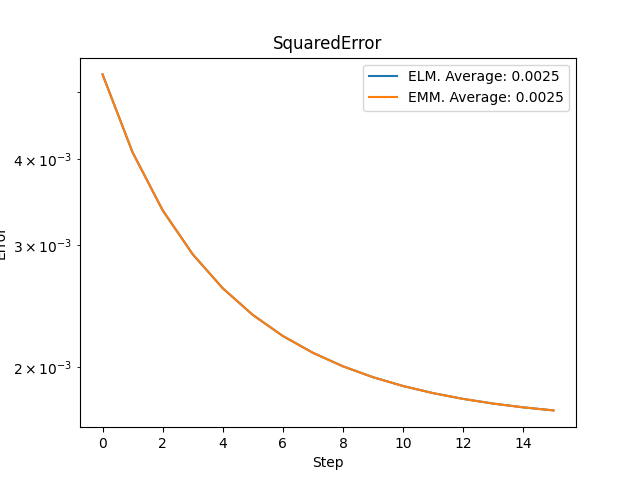 SquaredError
ELM. Average: 0.0025
EMM. Average: 0.0025
4 × 10⁻³
3 × 10⁻³
2 × 10⁻³
Error
0 2 4 6 8 10 12 14
Step